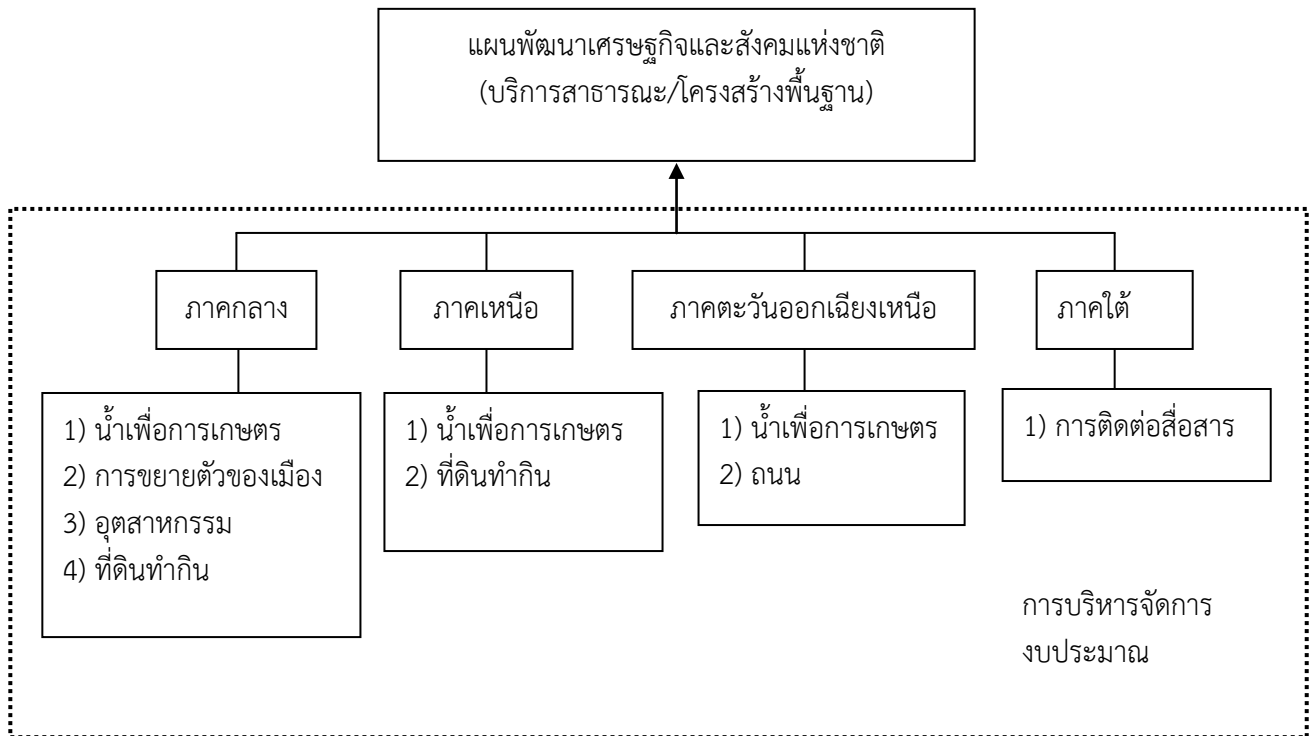 แผนพัฒนาเศรษฐกิจและสังคมแห่งชาติ
(บริการสาธารณะ/โครงสร้างพื้นฐาน)
ภาคกลาง
ภาคเหนือ
ภาคตะวันออกเฉียงเหนือ
ภาคใต้
1) น้ำเพื่อการเกษตร
2) การขยายตัวของเมือง
3) อุตสาหกรรม
4) ที่ดินทำกิน
1) น้ำเพื่อการเกษตร
2) ที่ดินทำกิน
1) น้ำเพื่อการเกษตร
2) ถนน
1) การติดต่อสื่อสาร
การบริหารจัดการ
งบประมาณ